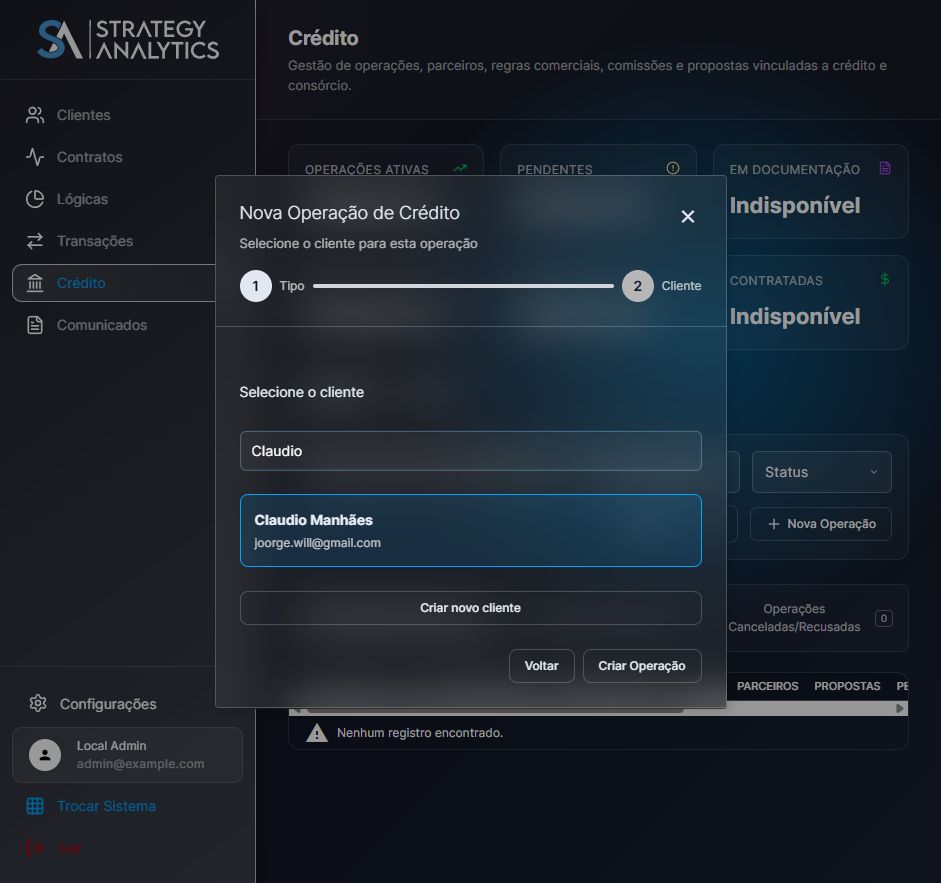 STRATEGY
ANALYTICS
Clientes
Contratos
Lógicas
Transações
Crédito
Comunicados
Configurações
Local Admin
admin@example.com
Trocar Sistema
Crédito
Gestão de operações, parceiros, regras comerciais, comissões e propostas vinculadas a crédito e
consórcio.
OPERAÇÕES ATIVAS
PENDENTES
EM DOCUMENTAÇÃO
Indisponível
CONTRATADAS
Indisponível
Nova Operação de Crédito
Selecione o cliente para esta operação
1 Tipo
2 Cliente
Selecione o cliente
Claudio
Claudio Manhães
joorge.will@gmail.com
Criar novo cliente
Voltar
Criar Operação
Status
Nova Operação
Operações
Canceladas/Recusadas
0
PARCEIROS PROPOSTAS PE
Nenhum registro encontrado.